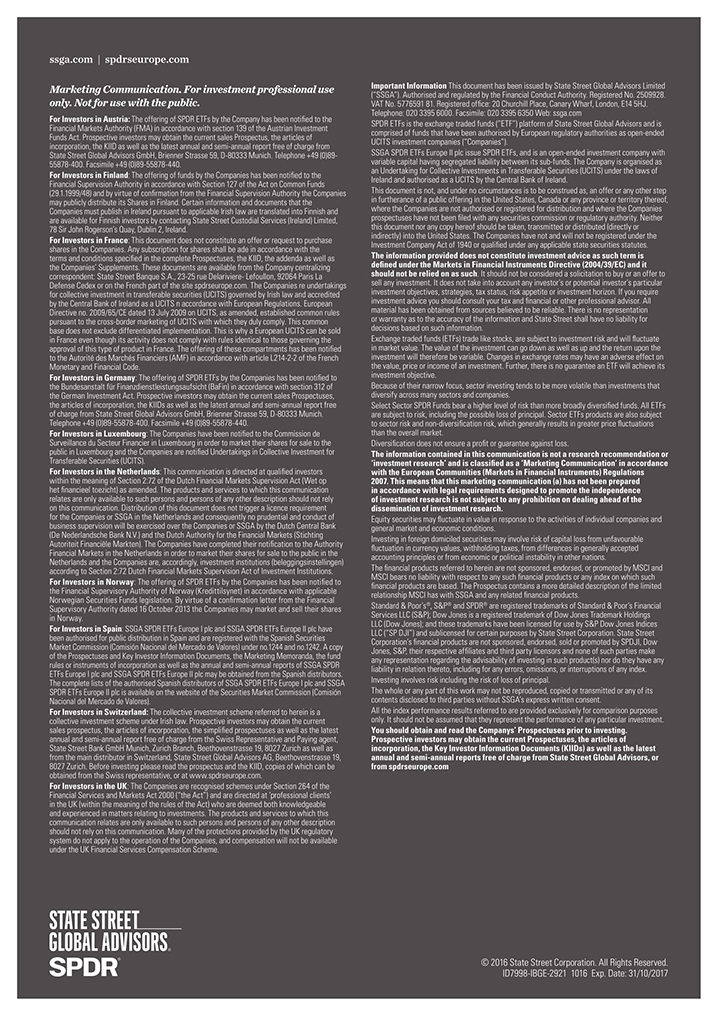 ssga.com | spdrseurope.com
Marketing Communication. For investment professional use
only. Not for use with the public.
For Investors in Austria: The offering of SPDR ETFs by the Company has been notified to the
Financial Markets Authority (FMA) in accordance with section 139 of the Austrian Investment
Funds Act. Prospective investors may obtain the current sales Prospectus, the articles of
incorporation, the KIID as well as the latest annual and semi-annual report free of charge from
State Street Global Advisors GmbH, Brienner Strasse 59, D-80333 Munich. Telephone +49 (0)89-
55878-400. Facsimile +49 (0)89-55878-440.
For Investors in Finland: The offering of funds by the Companies has been notified to the
Financial Supervision Authority in accordance with Section 127 of the Act on Common Funds
(29.1.1999/48) and by virtue of confirmation from the Financial Supervision Authority the Companies
may publicly distribute its Shares in Finland. Certain information and documents that the
Companies must publish in Ireland pursuant to applicable Irish law are translated into Finnish and
are available for Finnish investors by contacting State Street Custodial Services (Ireland) Limited,
78 Sir John Rogerson's Quay, Dublin 2, Ireland.
For Investors in France: This document does not constitute an offer or request to purchase
shares in the Companies. Any subscription for shares shall be ade in accordance with the
terms and conditions specified in the complete Prospectuses, the KIID, the addenda as well as
the Companies' Supplements. These documents are available from the Company centralizing
correspondent: State Street Banque S.A., 23-25 rue Delariviere- Lefoullon, 92064 Paris La
Defense Cedex or on the French part of the site spdrseurope.com. The Companies re undertakings
for collective investment in transferable securities (UCITS) governed by Irish law and accredited
by the Central Bank of Ireland as a UCITS n accordance with European Regulations. European
Directive no. 2009/65/CE dated 13 July 2009 on UCITS, as amended, established common rules
pursuant to the cross-border marketing of UCITS with which they duly comply. This common
base does not exclude differentiated implementation. This is why a European UCITS can be sold
in France even though its activity does not comply with rules identical to those governing the
approval of this type of product in France. The offering of these compartments has been notified
to the Autorité des Marchés Financiers (AMF) in accordance with article L214-2-2 of the French
Monetary and Financial Code.
For Investors in Germany: The offering of SPDR ETFs by the Companies has been notified to
the Bundesanstalt für Finanzdienstleistungsaufsicht (BaFin) in accordance with section 312 of
the German Investment Act. Prospective investors may obtain the current sales Prospectuses,
the articles of incorporation, the KIIDs as well as the latest annual and semi-annual report free
of charge from State Street Global Advisors GmbH, Brienner Strasse 59, D-80333 Munich.
Telephone +49 (0)89-55878-400. Facsimile +49 (0)89-55878-440.
For Investors in Luxembourg: The Companies have been notified to the Commission de
Surveillance du Secteur Financier in Luxembourg in order to market their shares for sale to the
public in Luxembourg and the Companies are notified Undertakings in Collective Investment for
Transferable Securities (UCITS).
For Investors in the Netherlands: This communication is directed at qualified investors
within the meaning of Section 2:72 of the Dutch Financial Markets Supervision Act (Wet op
het financieel toezicht) as amended. The products and services to which this communication
relates are only available to such persons and persons of any other description should not rely
on this communication. Distribution of this document does not trigger a licence requirement
for the Companies or SSGA in the Netherlands and consequently no prudential and conduct of
business supervision will be exercised over the Companies or SSGA by the Dutch Central Bank
(De Nederlandsche Bank N.V.) and the Dutch Authority for the Financial Markets (Stichting
Autoriteit Financiële Markten). The Companies have completed their notification to the Authority
Financial Markets in the Netherlands in order to market their shares for sale to the public in the
Netherlands and the Companies are, accordingly, investment institutions (beleggingsinstellingen)
according to Section 2:72 Dutch Financial Markets Supervision Act of Investment Institutions.
For Investors in Norway: The offering of SPDR ETFs by the Companies has been notified to
the Financial Supervisory Authority of Norway (Kredittilsynet) in accordance with applicable
Norwegian Securities Funds legislation. By virtue of a confirmation letter from the Financial
Supervisory Authority dated 16 October 2013 the Companies may market and sell their shares
in Norway.
For Investors in Spain: SSGA SPDR ETFs Europe I plc and SSGA SPDR ETFs Europe II plc have
been authorised for public distribution in Spain and are registered with the Spanish Securities
Market Commission (Comisión Nacional del Mercado de Valores) under no.1244 and no.1242. A copy
of the Prospectuses and Key Investor Information Documents, the Marketing Memoranda, the fund
rules or instruments of incorporation as well as the annual and semi-annual reports of SSGA SPDR
ETFs Europe I plc and SSGA SPDR ETFs Europe II plc may be obtained from the Spanish distributors.
The complete lists of the authorised Spanish distributors of SSGA SPDR ETFs Europe I plc and SSGA
SPDR ETFs Europe II plc is available on the website of the Securities Market Commission (Comisión
Nacional del Mercado de Valores).
For Investors in Switzerland: The collective investment scheme referred to herein is a
collective investment scheme under Irish law. Prospective investors may obtain the current
sales prospectus, the articles of incorporation, the simplified prospectuses as well as the latest
annual and semi-annual report free of charge from the Swiss Representative and Paying agent,
State Street Bank GmbH Munich, Zurich Branch, Beethovenstrasse 19, 8027 Zurich as well as
from the main distributor in Switzerland, State Street Global Advisors AG, Beethovenstrasse 19,
8027 Zurich. Before investing please read the prospectus and the KIID, copies of which can be
obtained from the Swiss representative, or at www.spdrseurope.com.
For Investors in the UK: The Companies are recognised schemes under Section 264 of the
Financial Services and Markets Act 2000 ("the Act") and are directed at 'professional clients'
in the UK (within the meaning of the rules of the Act) who are deemed both knowledgeable
and experienced in matters relating to investments. The products and services to which this
communication relates are only available to such persons and persons of any other description
should not rely on this communication. Many of the protections provided by the UK regulatory
system do not apply to the operation of the Companies, and compensation will not be available
under the UK Financial Services Compensation Scheme.
Important Information This document has been issued by State Street Global Advisors Limited
("SSGA"). Authorised and regulated by the Financial Conduct Authority. Registered No. 2509928.
VAT No. 5776591 81. Registered office: 20 Churchill Place, Canary Wharf, London, E14 5HJ.
Telephone: 020 3395 6000. Facsimile: 020 3395 6350 Web: ssga.com
SPDR ETFs is the exchange traded funds ("ETF") platform of State Street Global Advisors and is
comprised of funds that have been authorised by European regulatory authorities as open-ended
UCITS investment companies ("Companies").
SSGA SPDR ETFs Europe II plc issue SPDR ETFs, and is an open-ended investment company with
variable capital having segregated liability between its sub-funds. The Company is organised as
an Undertaking for Collective Investments in Transferable Securities (UCITS) under the laws of
Ireland and authorised as a UCITS by the Central Bank of Ireland.
This document is not, and under no circumstances is to be construed as, an offer or any other step
in furtherance of a public offering in the United States, Canada or any province or territory thereof,
where the Companies are not authorised or registered for distribution and where the Companies
prospectuses have not been filed with any securities commission or regulatory authority. Neither
this document nor any copy hereof should be taken, transmitted or distributed (directly or
indirectly) into the United States. The Companies have not and will not be registered under the
Investment Company Act of 1940 or qualified under any applicable state securities statutes.
The information provided does not constitute investment advice as such term is
defined under the Markets in Financial Instruments Directive (2004/39/EC) and it
should not be relied on as such. It should not be considered a solicitation to buy or an offer to
sell any investment. It does not take into account any investor's or potential investor's particular
investment objectives, strategies, tax status, risk appetite or investment horizon. If you require
investment advice you should consult your tax and financial or other professional advisor. All
material has been obtained from sources believed to be reliable. There is no representation
or warranty as to the accuracy of the information and State Street shall have no liability for
decisions based on such information.
Exchange traded funds (ETFs) trade like stocks, are subject to investment risk and will fluctuate
in market value. The value of the investment can go down as well as up and the return upon the
investment will therefore be variable. Changes in exchange rates may have an adverse effect on
the value, price or income of an investment. Further, there is no guarantee an ETF will achieve its
investment objective.
Because of their narrow focus, sector investing tends to be more volatile than investments that
diversify across many sectors and companies.
Select Sector SPDR Funds bear a higher level of risk than more broadly diversified funds. All ETFs
are subject to risk, including the possible loss of principal. Sector ETFs products are also subject
to sector risk and non-diversification risk, which generally results in greater price fluctuations
than the overall market.
Diversification does not ensure a profit or guarantee against loss.
The information contained in this communication is not a research recommendation or
'investment research' and is classified as a 'Marketing Communication' in accordance
with the European Communities (Markets in Financial Instruments) Regulations
2007. This means that this marketing communication (a) has not been prepared
in accordance with legal requirements designed to promote the independence
of investment research is not subject to any prohibition on dealing ahead of the
dissemination of investment research.
Equity securities may fluctuate in value in response to the activities of individual companies and
general market and economic conditions.
Investing in foreign domiciled securities may involve risk of capital loss from unfavourable
fluctuation in currency values, withholding taxes, from differences in generally accepted
accounting principles or from economic or political instability in other nations.
The financial products referred to herein are not sponsored, endorsed, or promoted by MSCI and
MSCI bears no liability with respect to any such financial products or any index on which such
financial products are based. The Prospectus contains a more detailed description of the limited
relationship MSCI has with SSGA and any related financial products.
Standard & Poor's®, S&P® and SPDR® are registered trademarks of Standard & Poor's Financial
Services LLC (S&P); Dow Jones is a registered trademark of Dow Jones Trademark Holdings
LLC (Dow Jones); and these trademarks have been licensed for use by S&P Dow Jones Indices
LLC ("SP DJI") and sublicensed for certain purposes by State Street Corporation. State Street
Corporation's financial products are not sponsored, endorsed, sold or promoted by SPDJI, Dow
Jones, S&P, their respective affiliates and third party licensors and none of such parties make
any representation regarding the advisability of investing in such product(s) nor do they have any
liability in relation thereto, including for any errors, omissions, or interruptions of any index.
Investing involves risk including the risk of loss of principal.
The whole or any part of this work may not be reproduced, copied or transmitted or any of its
contents disclosed to third parties without SSGA's express written consent.
All the index performance results referred to are provided exclusively for comparison purposes
only. It should not be assumed that they represent the performance of any particular investment.
You should obtain and read the Companys' Prospectuses prior to investing.
Prospective investors may obtain the current Prospectuses, the articles of
incorporation, the Key Investor Information Documents (KIIDs) as well as the latest
annual and semi-annual reports free of charge from State Street Global Advisors, or
from spdrseurope.com
STATE STREET
GLOBAL ADVISORS®
SPDR®
© 2016 State Street Corporation. All Rights Reserved.
ID7998-IBGE-2921 1016 Exp. Date: 31/10/2017